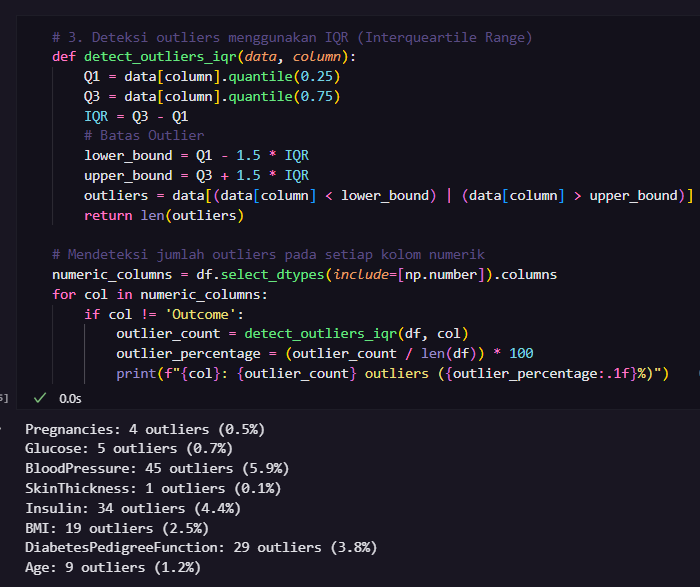 # 3. Deteksi outliers menggunakan IQR (Interqueartile Range)
def detect_outliers_iqr(data, column):
    Q1 = data[column].quantile(0.25)
    Q3 = data[column].quantile(0.75)
    IQR = Q3 - Q1
    # Batas Outlier
    lower_bound = Q1 - 1.5 * IQR
    upper_bound = Q3 + 1.5 * IQR
    outliers = data[(data[column] < lower_bound) | (data[column] > upper_bound)]
    return len(outliers)

# Mendeteksi jumlah outliers pada setiap kolom numerik
numeric_columns = df.select_dtypes(include=[np.number]).columns
for col in numeric_columns:
    if col != 'Outcome':
        outlier_count = detect_outliers_iqr(df, col)
        outlier_percentage = (outlier_count / len(df)) * 100
        print(f"{col}: {outlier_count} outliers ({outlier_percentage:.1f}%)")
0.0s
Pregnancies: 4 outliers (0.5%)
Glucose: 5 outliers (0.7%)
BloodPressure: 45 outliers (5.9%)
SkinThickness: 1 outliers (0.1%)
Insulin: 34 outliers (4.4%)
BMI: 19 outliers (2.5%)
DiabetesPedigreeFunction: 29 outliers (3.8%)
Age: 9 outliers (1.2%)